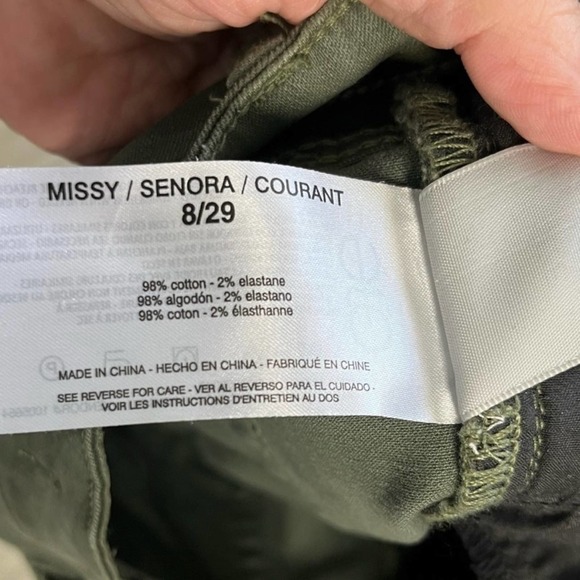 MISSY / SENORA / COURANT
8/29
98% cotton - 2% elastane
98% algodón - 2% elastano
98% coton - 2% élasthanne
MADE IN CHINA - HECHO EN CHINA - FABRIQUÉ EN CHINE
SEE REVERSE FOR CARE - VER AL REVERSO PARA EL CUIDADO -
VOIR LES INSTRUCTIONS D'ENTRETIEN AU DOS